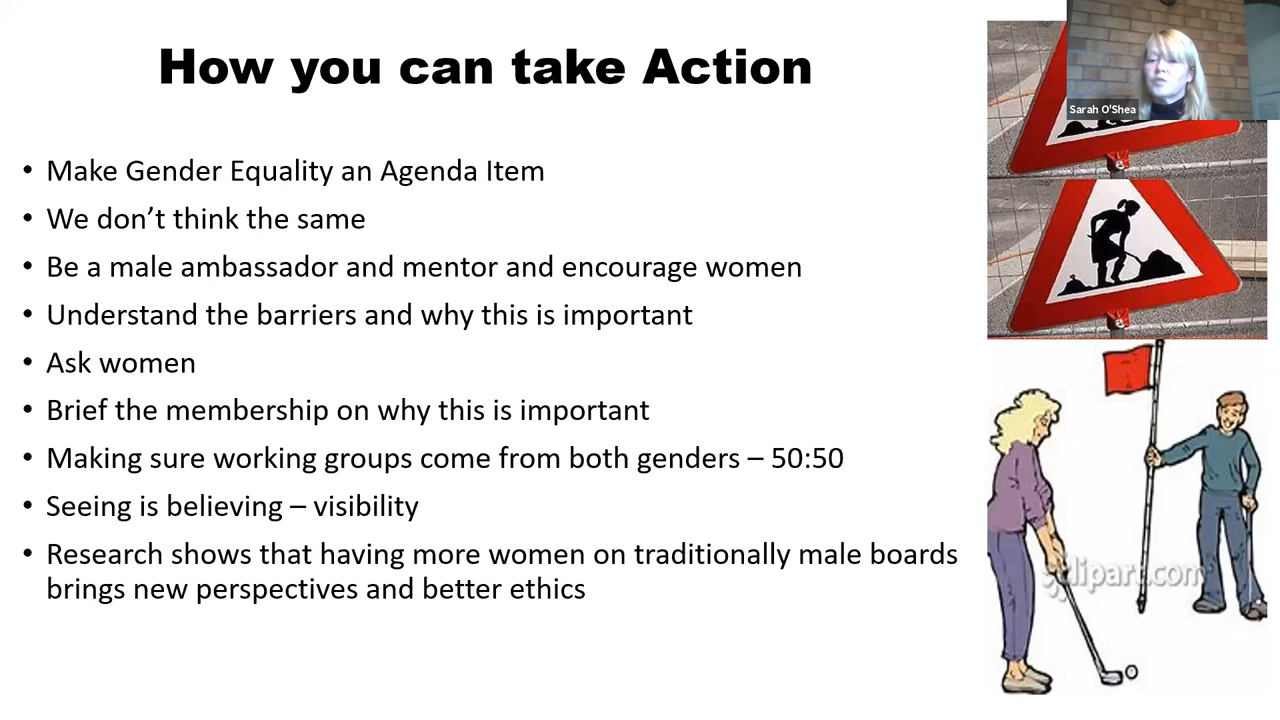 How you can take Action
Sarah O'Shea
• Make Gender Equality an Agenda Item
• We don’t think the same
• Be a male ambassador and mentor and encourage women
• Understand the barriers and why this is important
• Ask women
• Brief the membership on why this is important
• Making sure working groups come from both genders – 50:50
• Seeing is believing – visibility
• Research shows that having more women on traditionally male boards
brings new perspectives and better ethics
clipart.com